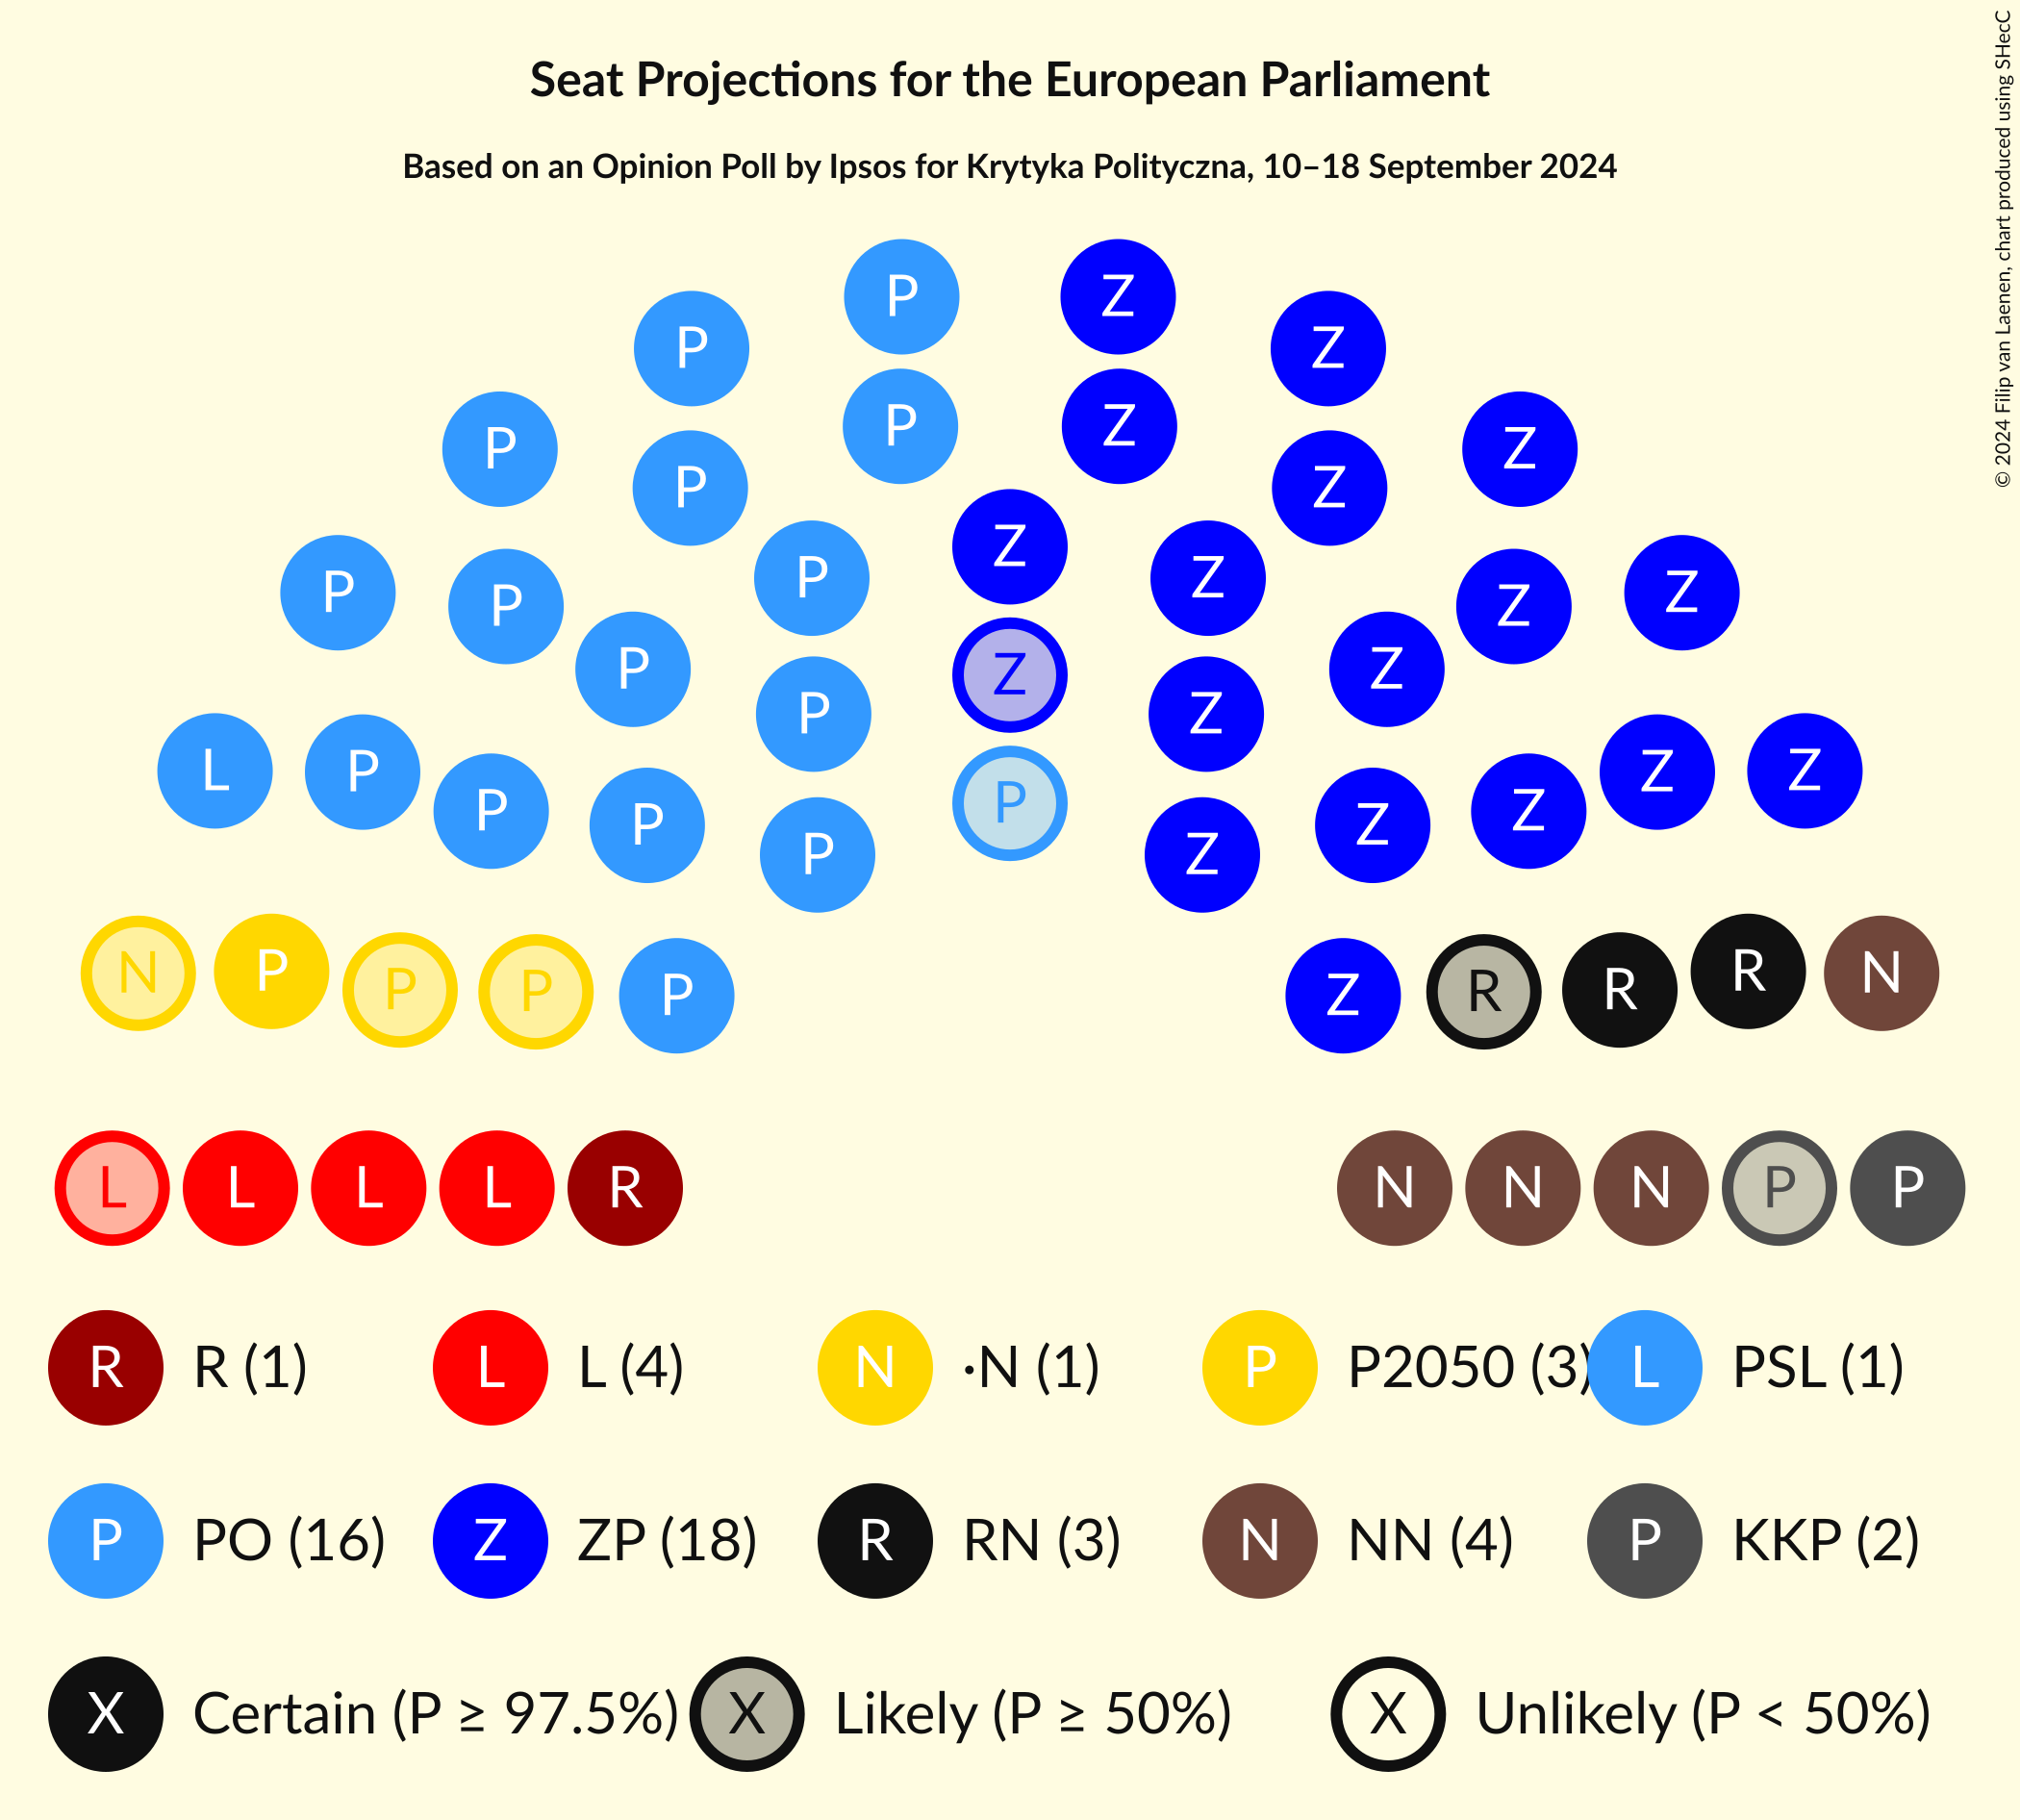 Seat Projections for the European Parliament
Based on an Opinion Poll by Ipsos for Krytyka Polityczna, 10–18 September 2024
© 2024 Filip van Laenen, chart produced using SHecC
P Z
P Z
P Z
P Z
P Z
P Z
Z
P Z
P Z
P Z
P Z
Z
P Z
L P Z Z
P
P Z
P Z
P Z
N P P P P Z R R R N
L L L L R N N N P P
R R (1) L L (4) N ·N (1) P P2050 (3) L PSL (1)
P PO (16) Z ZP (18) R RN (3) N NN (4) P KKP (2)
X Certain (P ≥ 97.5%) X Likely (P ≥ 50%) X Unlikely (P < 50%)